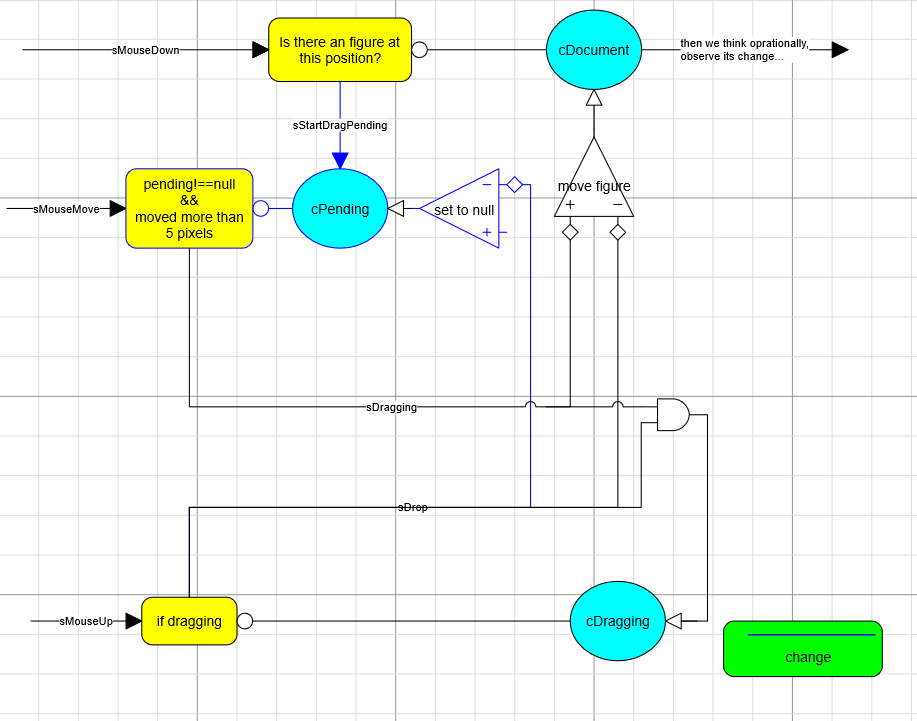 sMouseDown
Is there an figure at
this position?
cDocument
then we think oprationally,
observe its change...
sStartDragPending
sMouseMove
pending!==null
&&
moved more than
5 pixels
cPending
set to null
−
+
move figure
+
−
sDragging
sDrop
sMouseUp
if dragging
cDragging
change